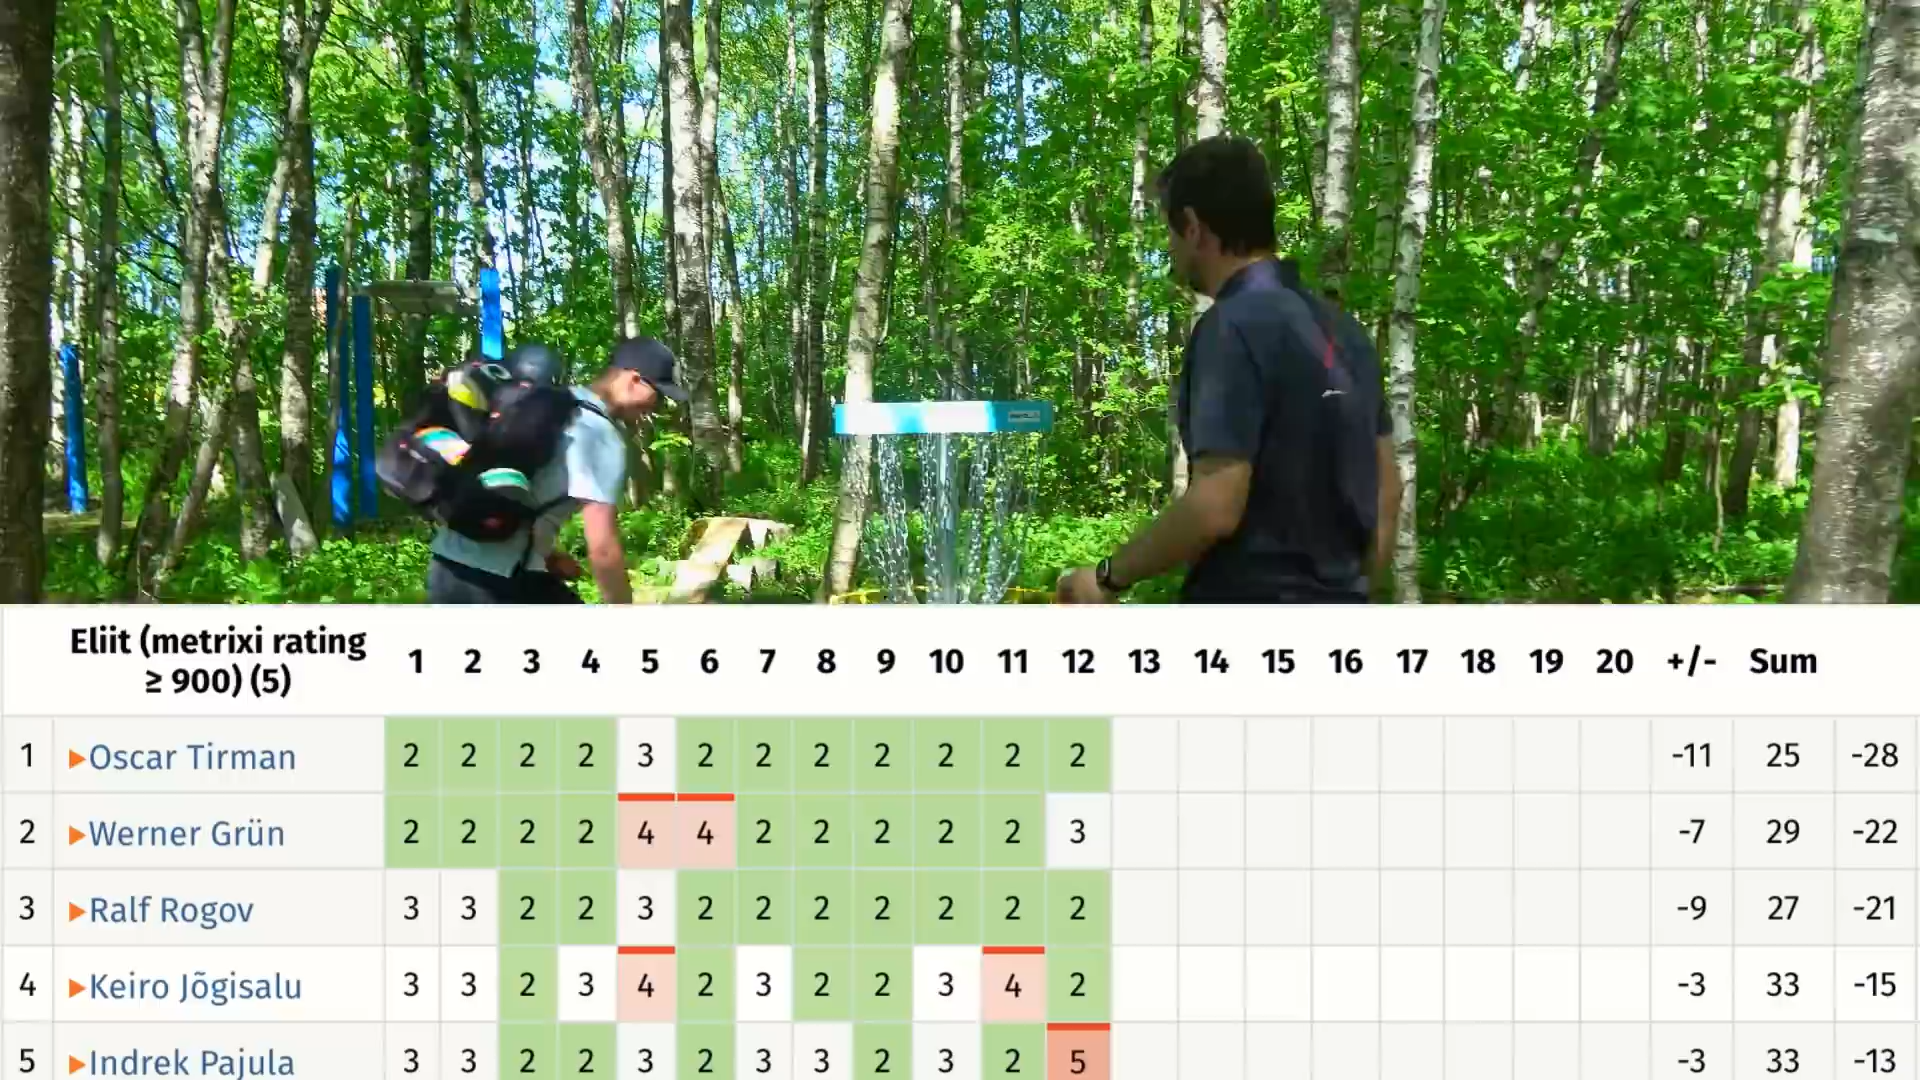 Eliit (metrixi rating ≥ 900) (5) 1 2 3 4 5 6 7 8 9 10 11 12 13 14 15 16 17 18 19 20 +/- Sum
1 Oscar Tirman 2 2 2 2 3 2 2 2 2 2 2 2 -11 25 -28
2 Werner Grün 2 2 2 2 4 4 2 2 2 2 2 3 -7 29 -22
3 Ralf Rogov 3 3 2 2 3 2 2 2 2 2 2 2 -9 27 -21
4 Keiro Jõgisalu 3 3 2 3 4 2 3 2 2 3 4 2 -3 33 -15
5 Indrek Pajula 3 3 2 2 3 2 3 3 2 3 2 5 -3 33 -13